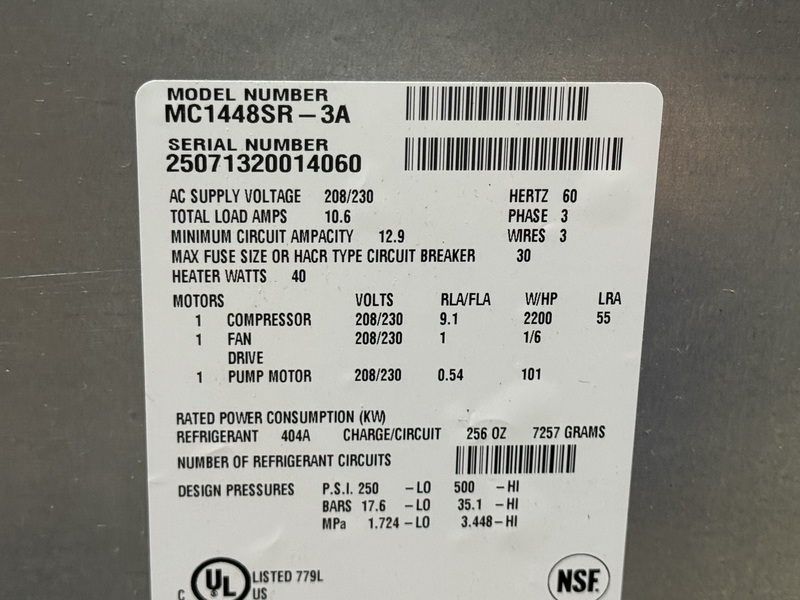 MODEL NUMBER
MC1448SR-3A
SERIAL NUMBER
25071320014060
AC SUPPLY VOLTAGE 208/230 HERTZ 60
TOTAL LOAD AMPS 10.6 PHASE 3
MINIMUM CIRCUIT AMPACITY 12.9 WIRES 3
MAX FUSE SIZE OR HACR TYPE CIRCUIT BREAKER 30
HEATER WATTS 40
MOTORS VOLTS RLA/FLA W/HP LRA
1 COMPRESSOR 208/230 9.1 2200 55
1 FAN 208/230 1 1/6
DRIVE
1 PUMP MOTOR 208/230 0.54 101
RATED POWER CONSUMPTION (KW)
REFRIGERANT 404A CHARGE/CIRCUIT 256 OZ 7257 GRAMS
NUMBER OF REFRIGERANT CIRCUITS
DESIGN PRESSURES P.S.I. 250 -LO 500 -HI
BARS 17.6 -LO 35.1 -HI
MPa 1.724-LO 3.448-HI
C UL LISTED 779L NSF
US